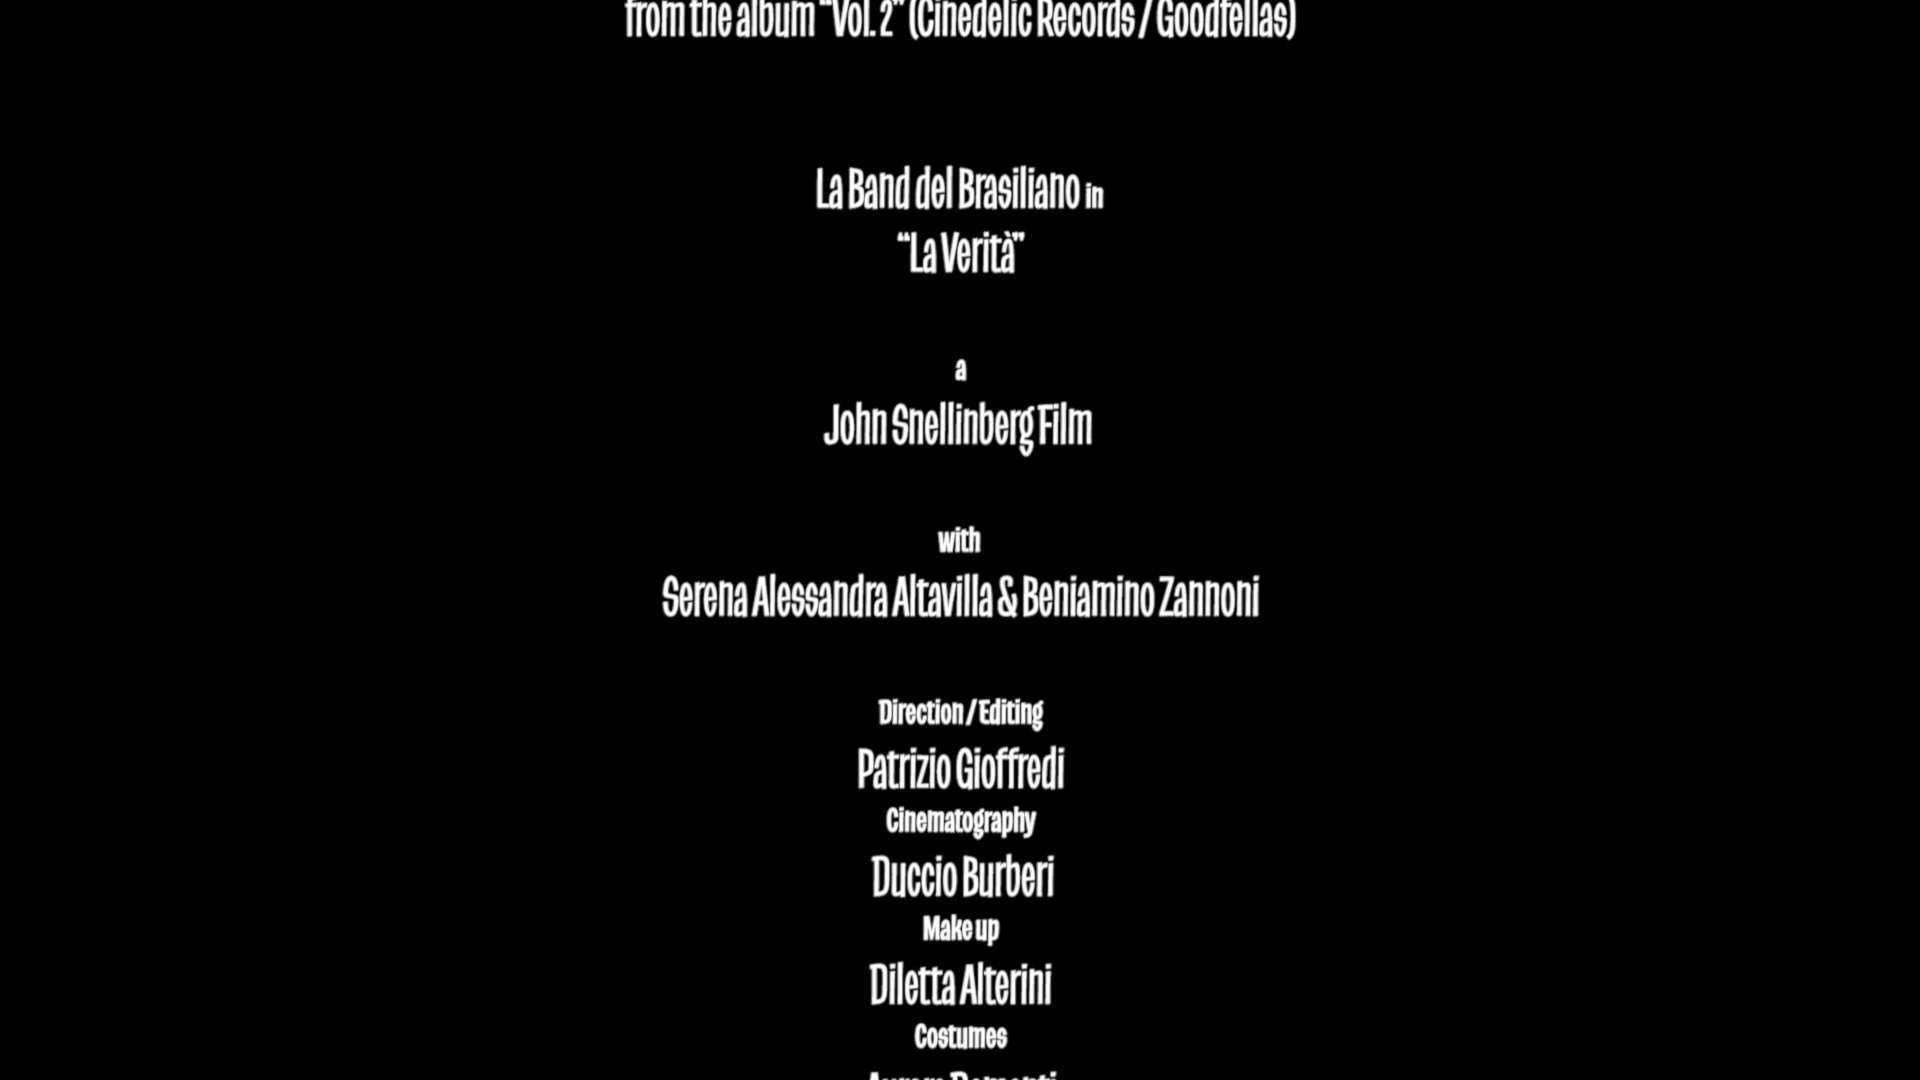 from the album “Vol. 2” (Cinedelic Records / Goodfellas)
La Band del Brasiliano in
“La Verità”
a
John Snellinberg Film
with
Serena Alessandra Altavilla & Beniamino Zannoni
Direction / Editing
Patrizio Gioffredi
Cinematography
Duccio Burberi
Make up
Diletta Alterini
Costumes